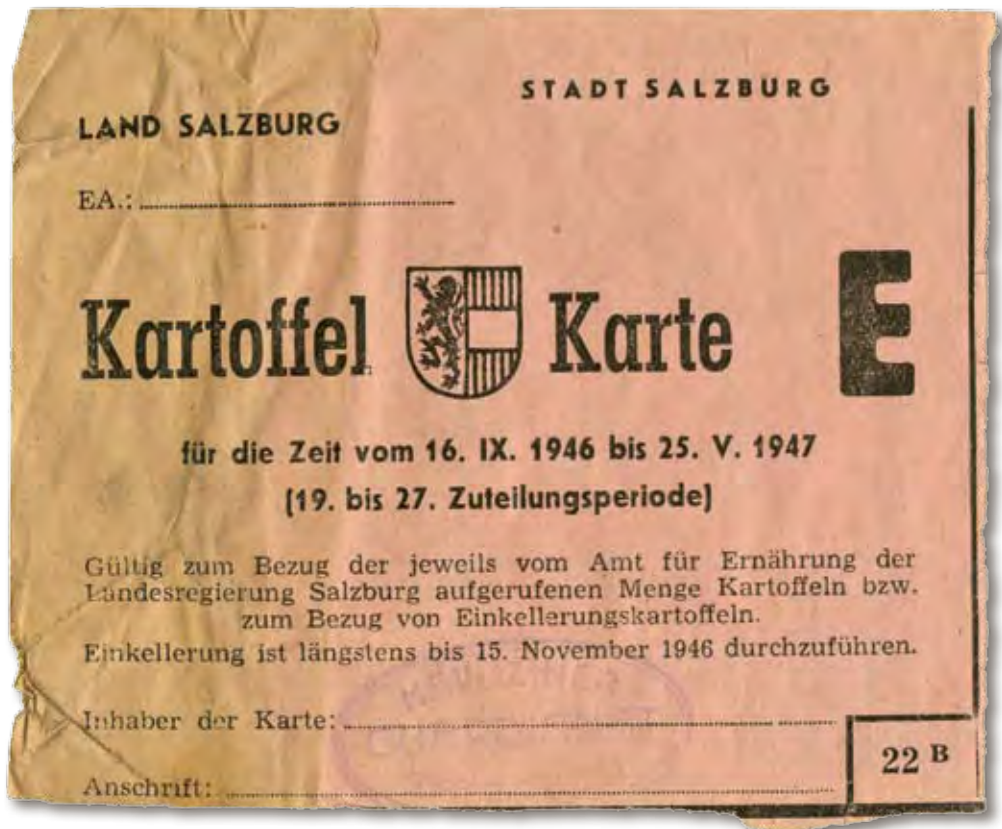 STADT SALZBURG
LAND SALZBURG
EA.:
Kartoffel Karte E
für die Zeit vom 16. IX. 1946 bis 25. V. 1947
(19. bis 27. Zuteilungsperiode)
Gültig zum Bezug der jeweils vom Amt für Ernährung der
Landesregierung Salzburg aufgerufenen Menge Kartoffeln bzw.
zum Bezug von Einkellerungskartoffeln.
Einkellerung ist längstens bis 15. November 1946 durchzuführen.
Inhaber der Karte:
Anschrift:
22 B